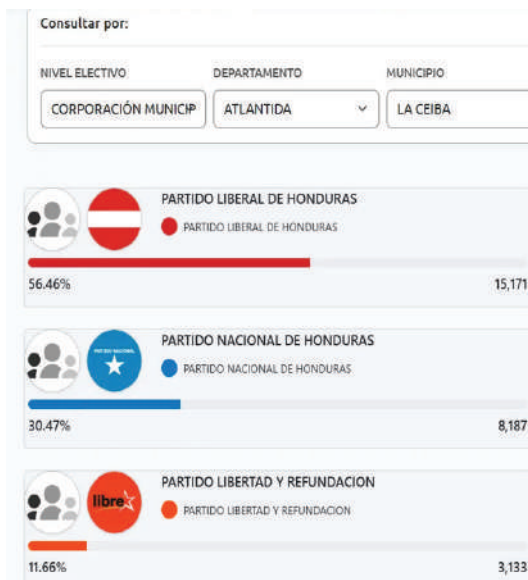 Consultar por:
NIVEL ELECTIVO DEPARTAMENTO MUNICIPIO
CORPORACIÓN MUNICIP ATLANTIDA LA CEIBA
PARTIDO LIBERAL DE HONDURAS
PARTIDO LIBERAL DE HONDURAS
56.46% 15,171
PARTIDO NACIONAL DE HONDURAS
PARTIDO NACIONAL
PARTIDO NACIONAL DE HONDURAS
30.47% 8,187
PARTIDO LIBERTAD Y REFUNDACION
libre
PARTIDO LIBERTAD Y REFUNDACION
11.66% 3,133